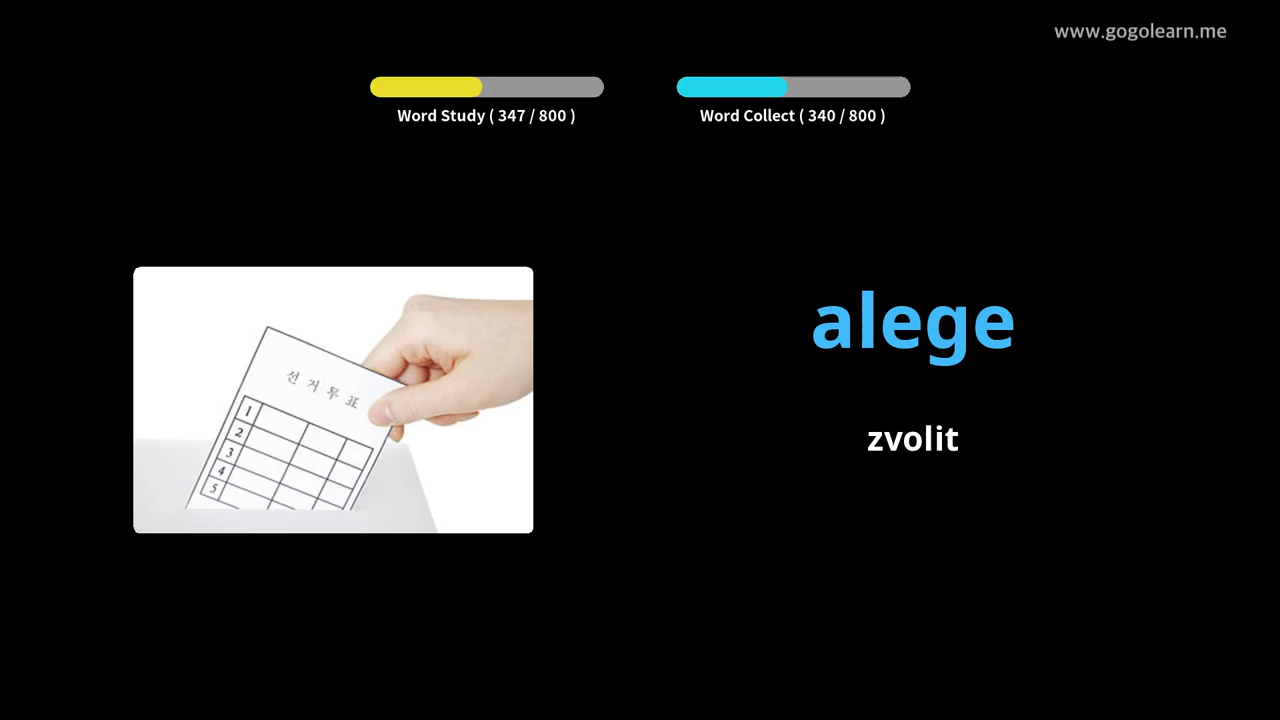 www.gogolearn.me
Word Study ( 347 / 800 )
Word Collect ( 340 / 800 )
선거투표
1
2
3
4
5
alege
zvolit